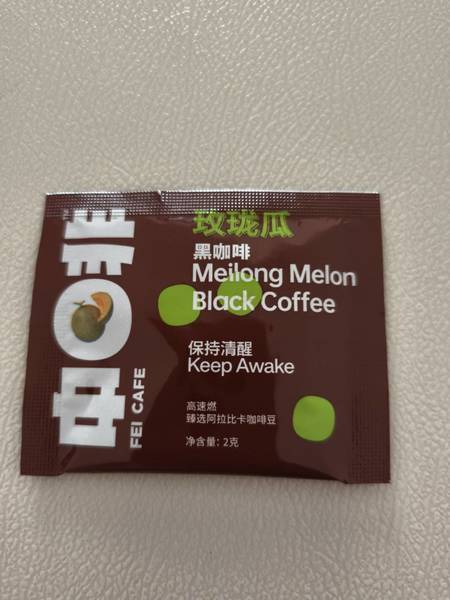 玫珑瓜
黑咖啡
Meilong Melon
Black Coffee
保持清醒
Keep Awake
高速燃
臻选阿拉比卡咖啡豆
净含量: 2克
FEI CAFE